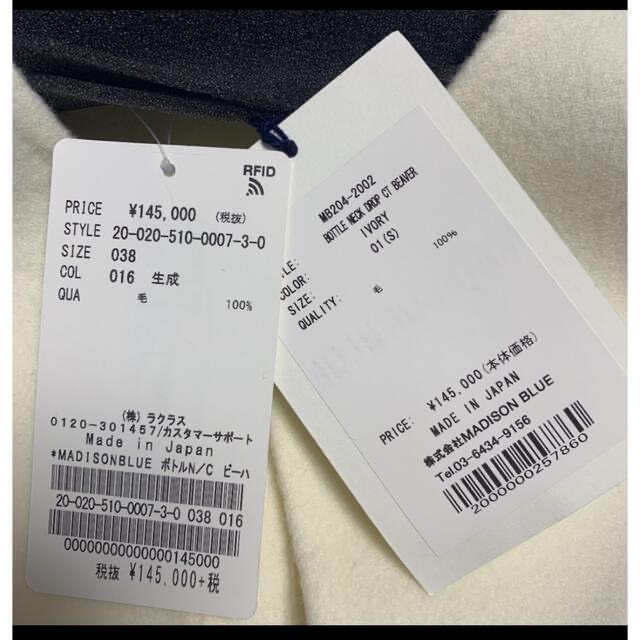 RFID
PRICE ¥145,000 (税抜)
STYLE 20-020-510-0007-3-0
SIZE 038
COL 016 生成
QUA 毛 100%
(株) ラクラス
0120-301457/カスタマーサポート
Made in Japan
*MADISONBLUE ボトルN/C ビーハ
20-020-510-0007-3-0 038 016
00000000000000145000
税抜 ¥145,000+税
MB204-2002
BOTTLE NECK DROP CT BEAVER
COLOR: IVORY
SIZE: 01(S)
QUALITY: 毛 100%
PRICE: ¥145,000(本体価格)
MADE IN JAPAN
株式会社MADISON BLUE
Tel.03-6434-9156
2000000257860